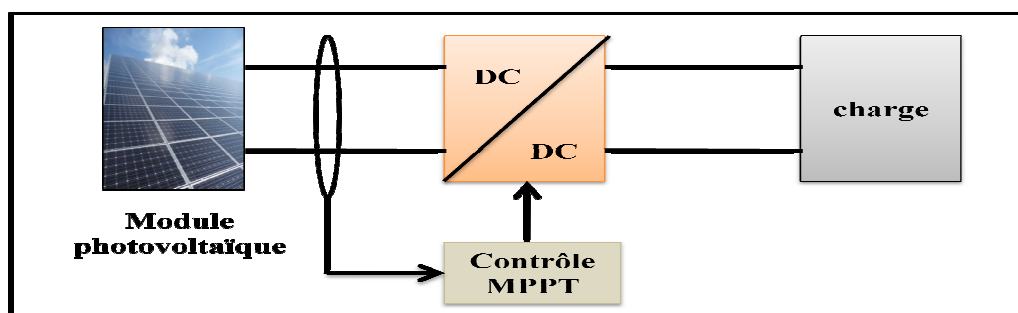 DC
DC
charge
Module
photovoltaïque
Contrôle
MPPT